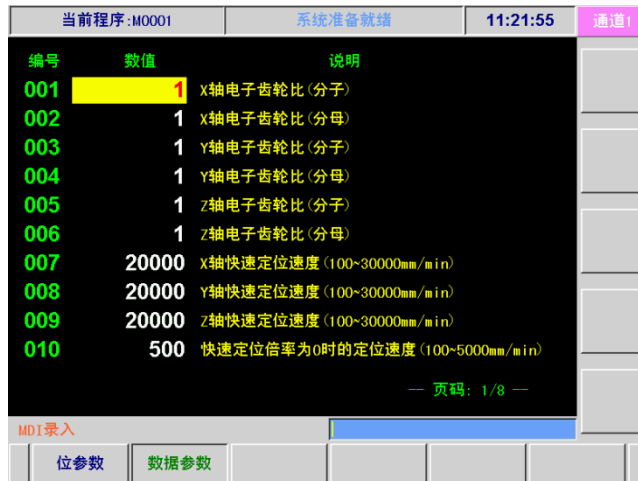 当前程序:M0001 系统准备就绪 11:21:55 通道1
编号 数值 说明
001 1 X轴电子齿轮比(分子)
002 1 X轴电子齿轮比(分母)
003 1 Y轴电子齿轮比(分子)
004 1 Y轴电子齿轮比(分母)
005 1 Z轴电子齿轮比(分子)
006 1 Z轴电子齿轮比(分母)
007 20000 X轴快速定位速度(100~30000mm/min)
008 20000 Y轴快速定位速度(100~30000mm/min)
009 20000 Z轴快速定位速度(100~30000mm/min)
010 500 快速定位倍率为0时的定位速度(100~5000mm/min)
-- 页码: 1/8 --
MDI录入
位参数 数据参数